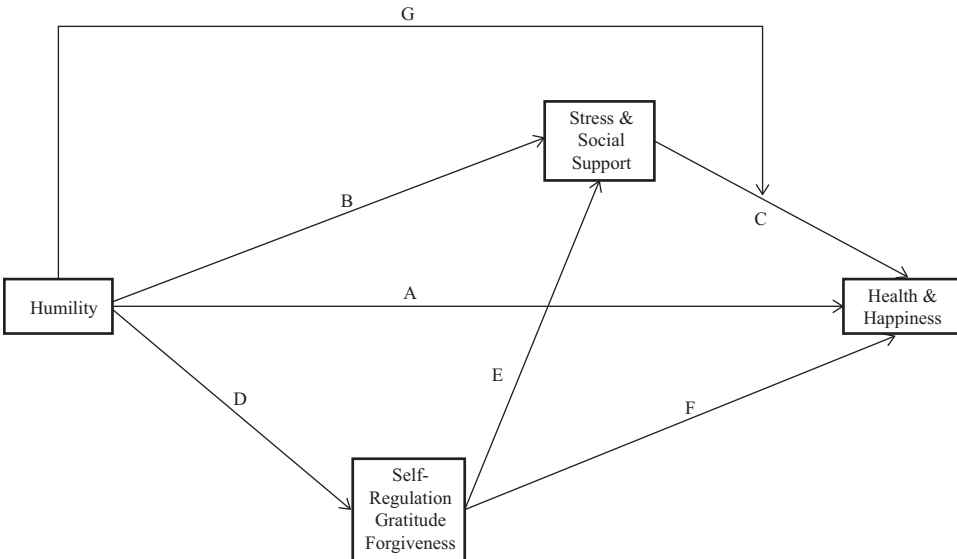 G
Stress &
Social
Support
B
C
Humility
A
Health &
Happiness
E
D
F
Self-
Regulation
Gratitude
Forgiveness